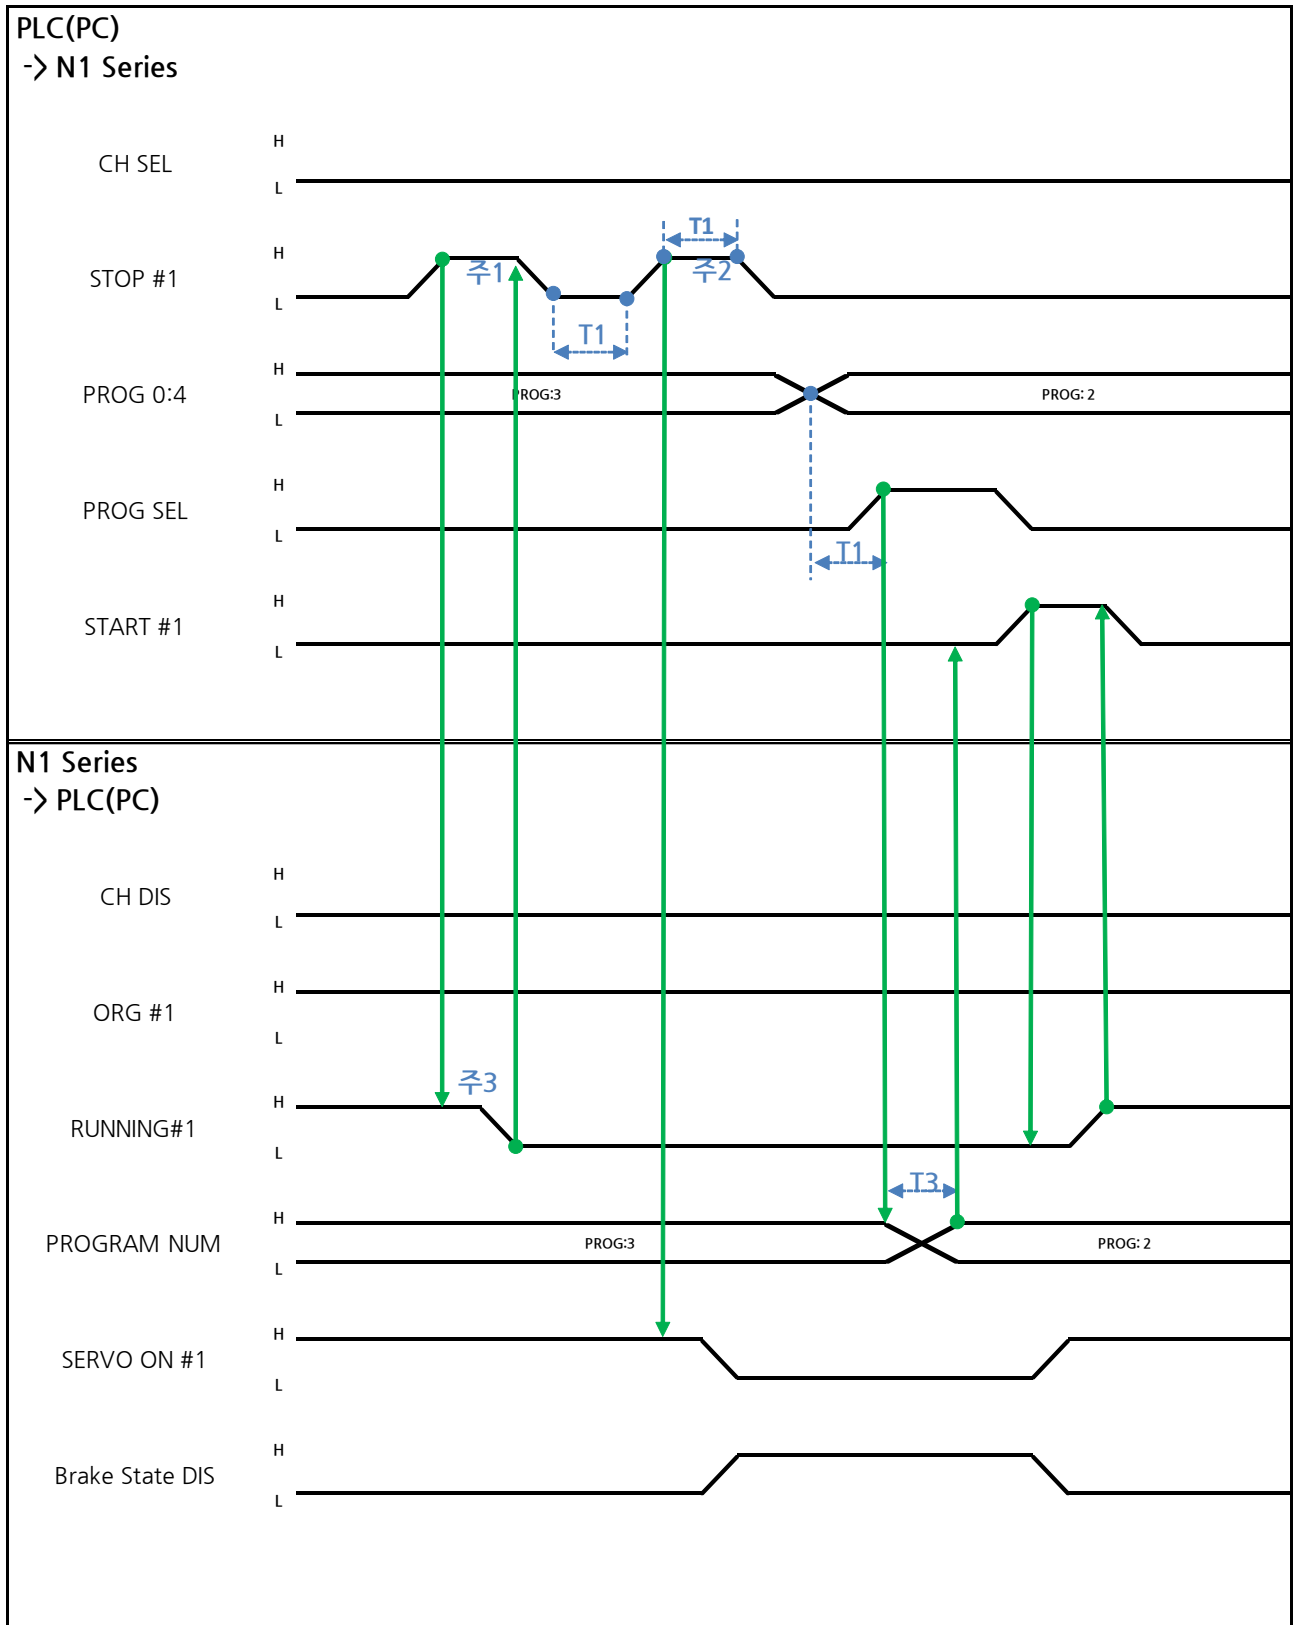 PLC(PC)
-> N1 Series
H
CH SEL
L
T1
H
주1
주2
STOP #1
L
T1
H
PROG 0:4
PROG:3
PROG: 2
L
H
PROG SEL
L
T1
H
START #1
L
N1 Series
-> PLC(PC)
H
CH DIS
L
H
ORG #1
L
주3
H
RUNNING#1
L
T3
H
PROGRAM NUM
PROG:3
PROG: 2
L
H
SERVO ON #1
L
H
Brake State DIS
L